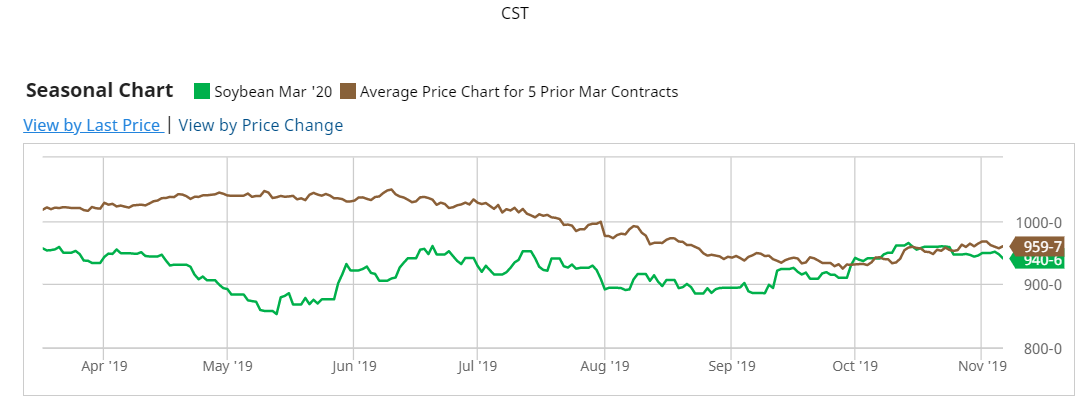 CST
Seasonal Chart Soybean Mar '20 Average Price Chart for 5 Prior Mar Contracts
View by Last Price | View by Price Change
1000-0
959-7
940-6
900-0
800-0
Apr '19 May '19 Jun '19 Jul '19 Aug '19 Sep '19 Oct '19 Nov '19